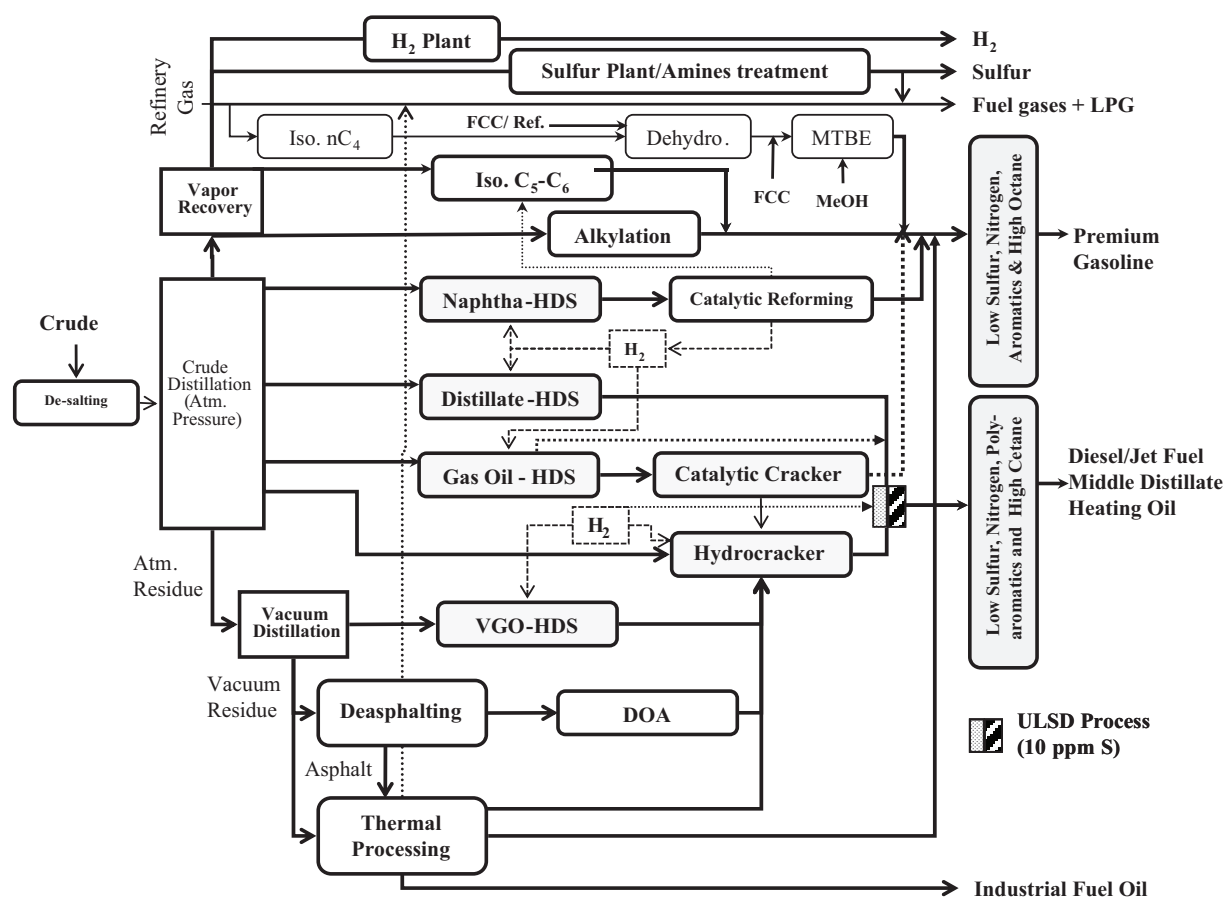 H2 Plant
H2
Sulfur Plant/Amines treatment
Sulfur
Refinery
Gas
Fuel gases + LPG
FCC/ Ref.
Iso. nC4
Dehydro.
MTBE
FCC
MeOH
Vapor
Recovery
Iso. C5-C6
Alkylation
Low Sulfur, Nitrogen,
Aromatics & High Octane
Premium
Gasoline
Naphtha-HDS
Catalytic Reforming
Crude
H2
De-salting
Crude
Distillation
(Atm.
Pressure)
Distillate-HDS
Gas Oil - HDS
Catalytic Cracker
Low Sulfur, Nitrogen, Poly-
aromatics and High Cetane
Diesel/Jet Fuel
Middle Distillate
Heating Oil
H2
Hydrocracker
Atm.
Residue
Vacuum
Distillation
VGO-HDS
Vacuum
Residue
Deasphalting
DOA
ULSD Process
(10 ppm S)
Asphalt
Thermal
Processing
Industrial Fuel Oil